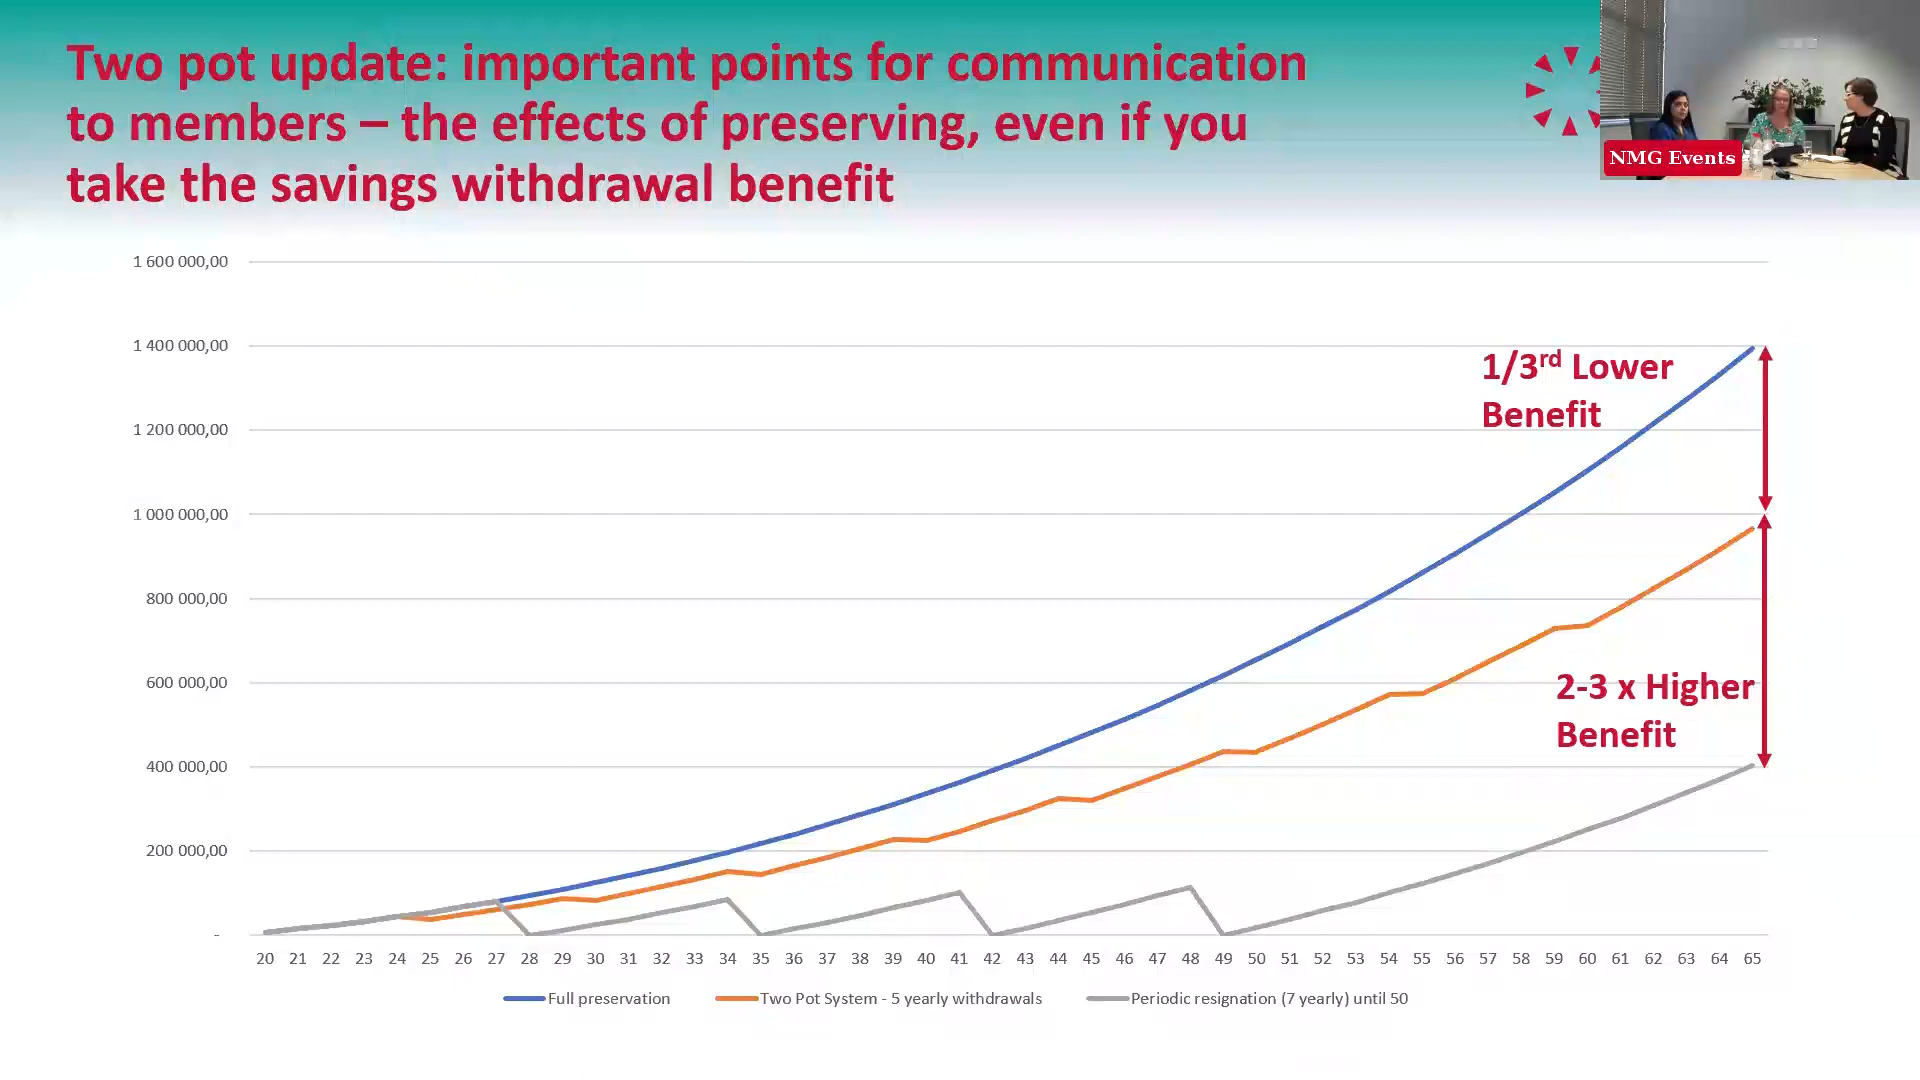 Two pot update: important points for communication
to members – the effects of preserving, even if you
take the savings withdrawal benefit
NMG Events
1 600 000,00
1 400 000,00
1 200 000,00
1 000 000,00
800 000,00
600 000,00
400 000,00
200 000,00
-
1/3rd Lower
Benefit
2-3 x Higher
Benefit
20 21 22 23 24 25 26 27 28 29 30 31 32 33 34 35 36 37 38 39 40 41 42 43 44 45 46 47 48 49 50 51 52 53 54 55 56 57 58 59 60 61 62 63 64 65
Full preservation Two Pot System - 5 yearly withdrawals Periodic resignation (7 yearly) until 50